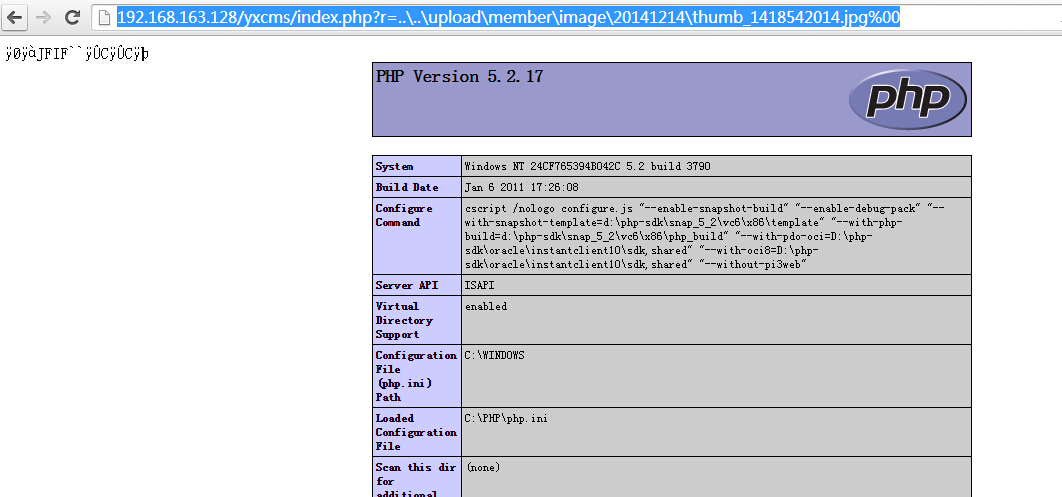 192.168.163.128/yxcms/index.php?r=..\..\upload\member\image\20141214\thumb_1418542014.jpg%00
ÿØÿàJFIF``ÿÛCÿÛCÿþ
PHP Version 5.2.17
php
System
Windows NT 24CF765394B042C 5.2 build 3790
Build Date
Jan 6 2011 17:26:08
Configure
Command
cscript /nologo configure.js "--enable-snapshot-build" "--enable-debug-pack" "--
with-snapshot-template=d:\php-sdk\snap_5_2\vc6\x86\template" "--with-php-
build=d:\php-sdk\snap_5_2\vc6\x86\php_build" "--with-pdo-oci=D:\php-
sdk\oracle\instantclient10\sdk,shared" "--with-oci8=D:\php-
sdk\oracle\instantclient10\sdk,shared" "--without-pi3web"
Server API
ISAPI
Virtual
Directory
Support
enabled
Configuration
File
(php.ini)
Path
C:\WINDOWS
Loaded
Configuration
File
C:\PHP\php.ini
Scan this dir
for
additional
(none)